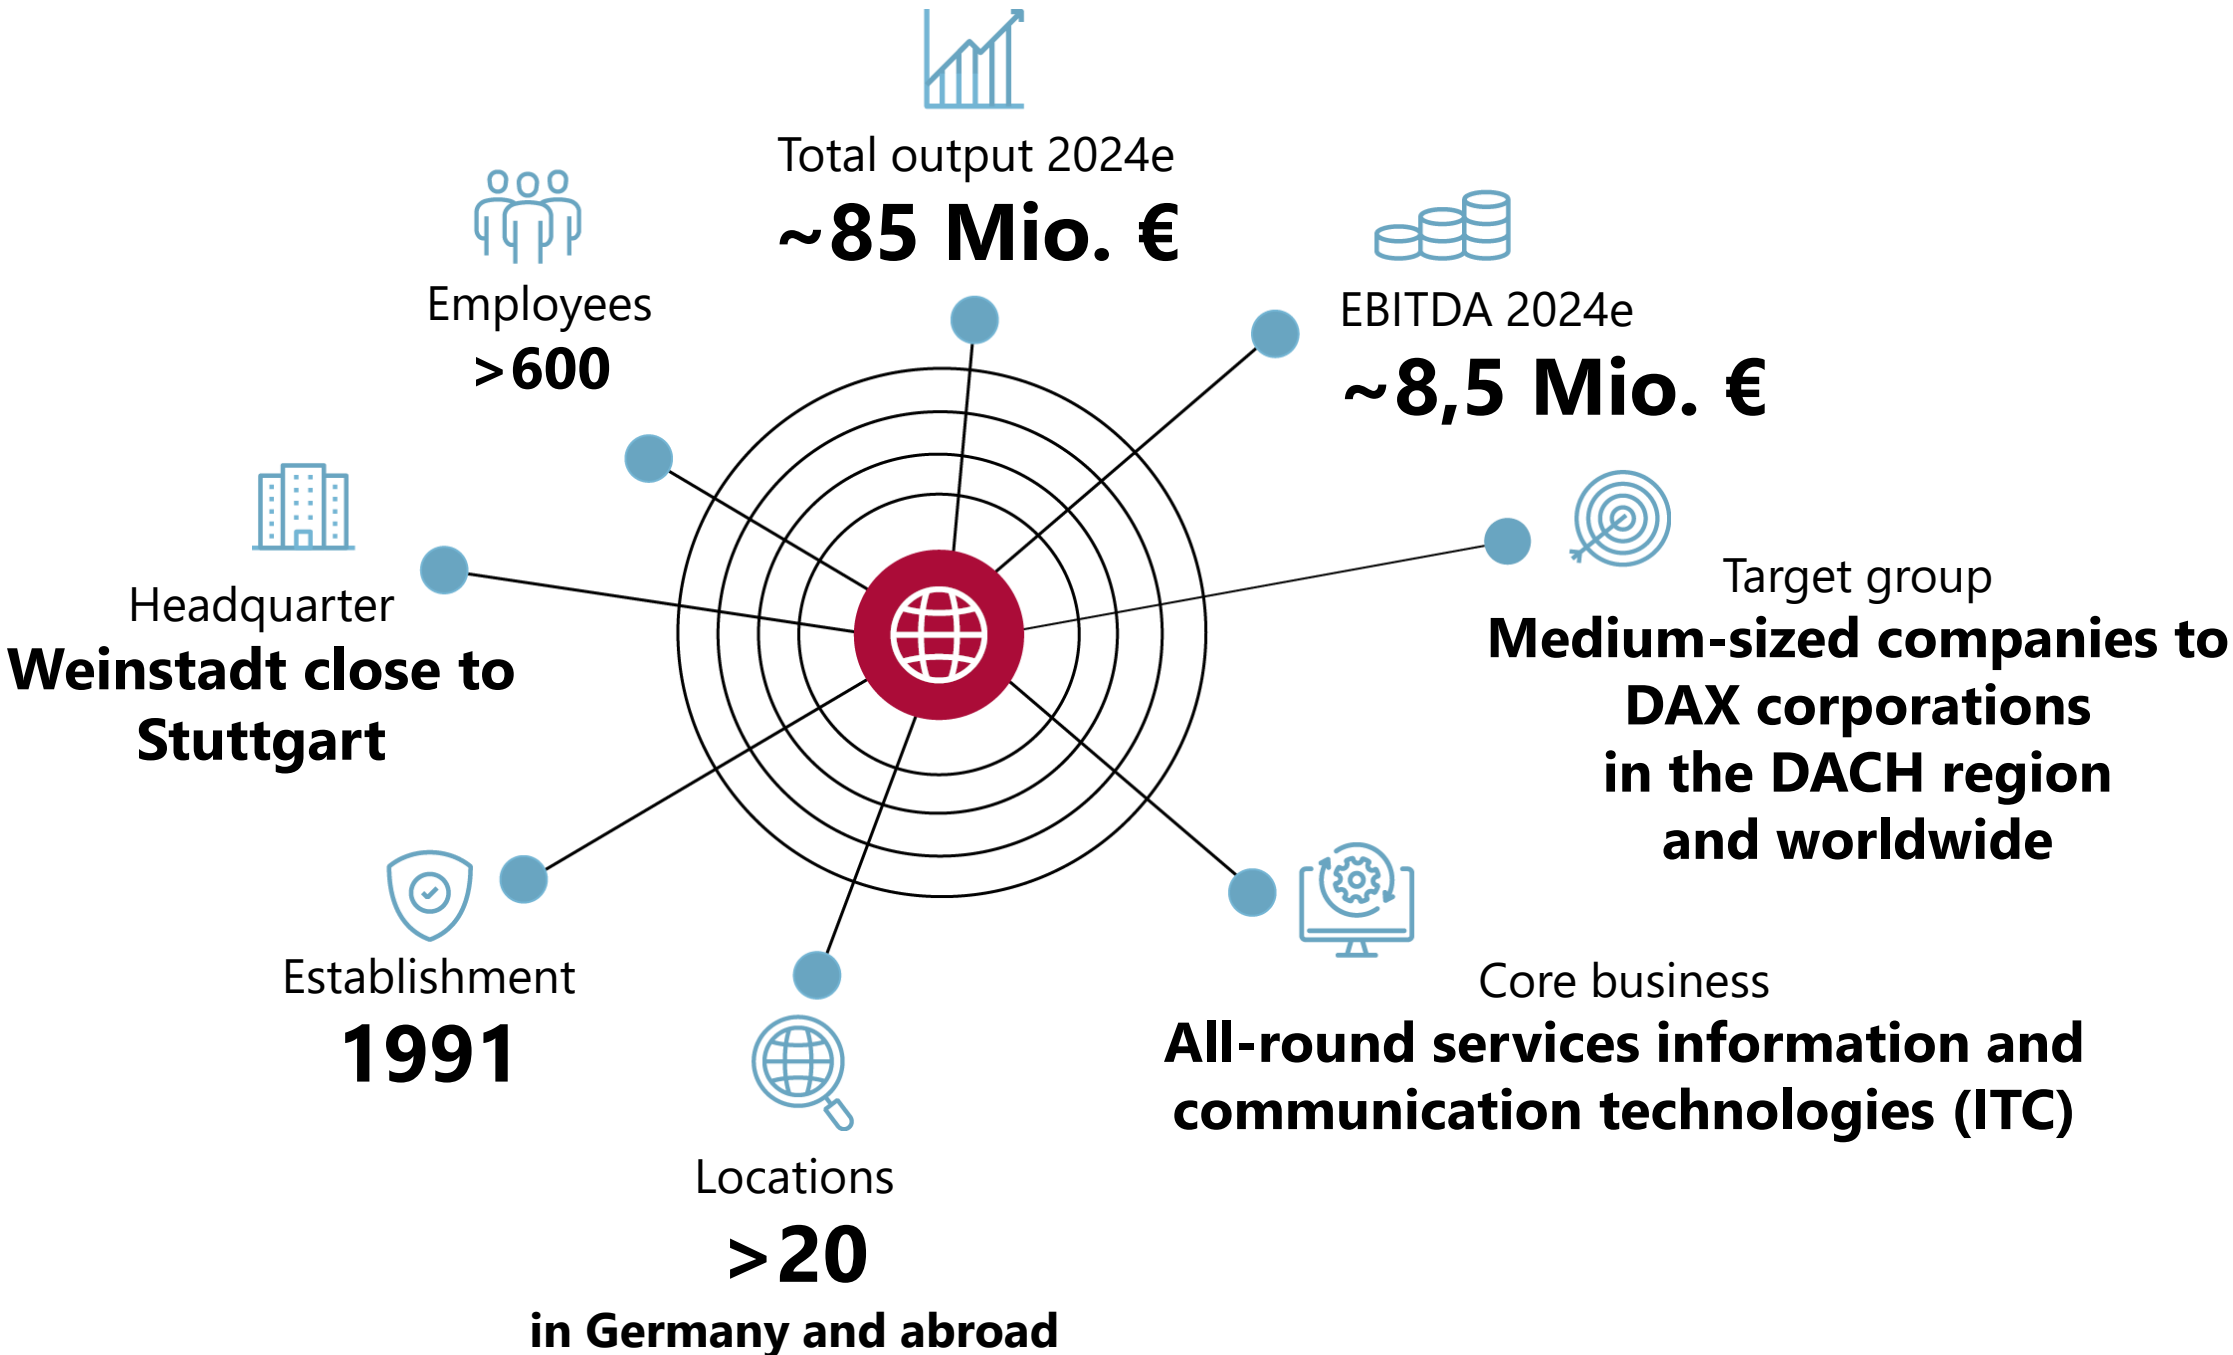 Total output 2024e
~85 Mio. €
Employees
>600
EBITDA 2024e
~8,5 Mio. €
Headquarter
Weinstadt close to
Stuttgart
Target group
Medium-sized companies to
DAX corporations
in the DACH region
and worldwide
Establishment
1991
Core business
All-round services information and
communication technologies (ITC)
Locations
>20
in Germany and abroad